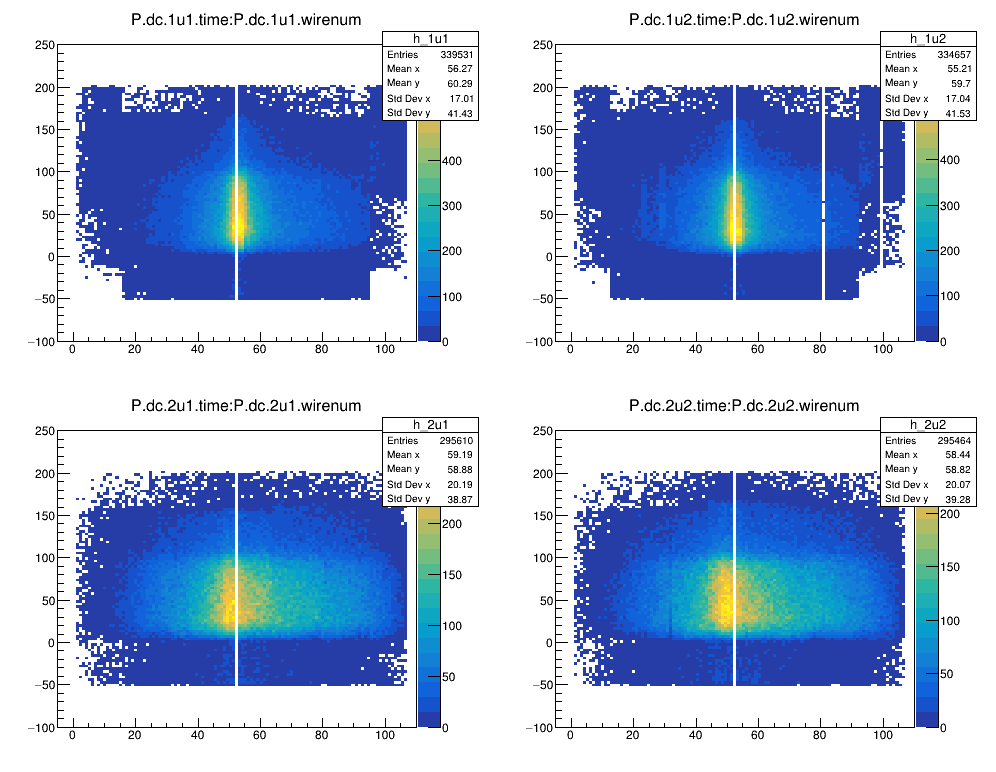 P.dc.1u1.time:P.dc.1u1.wirenum
h_1u1
Entries 339531
Mean x 56.27
Mean y 60.29
Std Dev x 17.01
Std Dev y 41.43
250
200
150
100
50
0
−50
−100
0 20 40 60 80 100
400
300
200
100
0
P.dc.1u2.time:P.dc.1u2.wirenum
h_1u2
Entries 334657
Mean x 55.21
Mean y 59.7
Std Dev x 17.04
Std Dev y 41.53
250
200
150
100
50
0
−50
−100
0 20 40 60 80 100
400
300
200
100
0
P.dc.2u1.time:P.dc.2u1.wirenum
h_2u1
Entries 295610
Mean x 59.19
Mean y 58.88
Std Dev x 20.19
Std Dev y 38.87
250
200
150
100
50
0
−50
−100
0 20 40 60 80 100
200
150
100
50
0
P.dc.2u2.time:P.dc.2u2.wirenum
h_2u2
Entries 295464
Mean x 58.44
Mean y 58.82
Std Dev x 20.07
Std Dev y 39.28
250
200
150
100
50
0
−50
−100
0 20 40 60 80 100
200
150
100
50
0